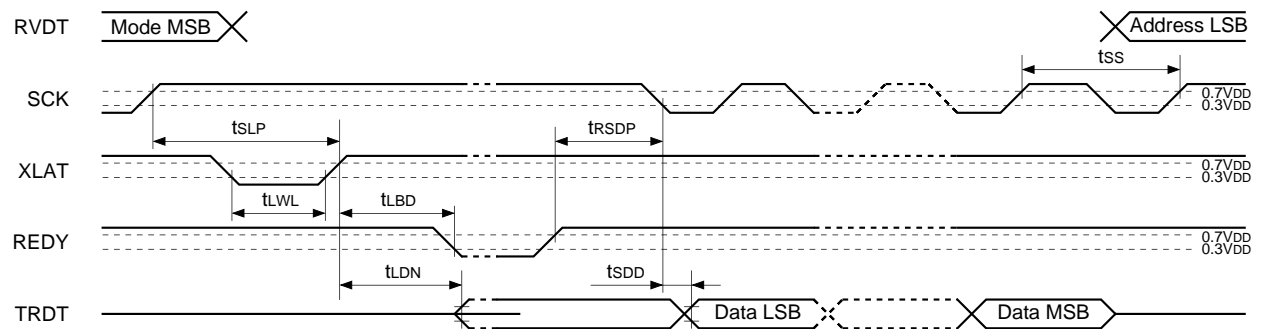 RVDT Mode MSB Address LSB
tSS
SCK 0.7VDD
0.3VDD
tSLP tRSDP
XLAT 0.7VDD
0.3VDD
tLWL tLBD
REDY 0.7VDD
0.3VDD
tLDN tSDD
TRDT Data LSB Data MSB